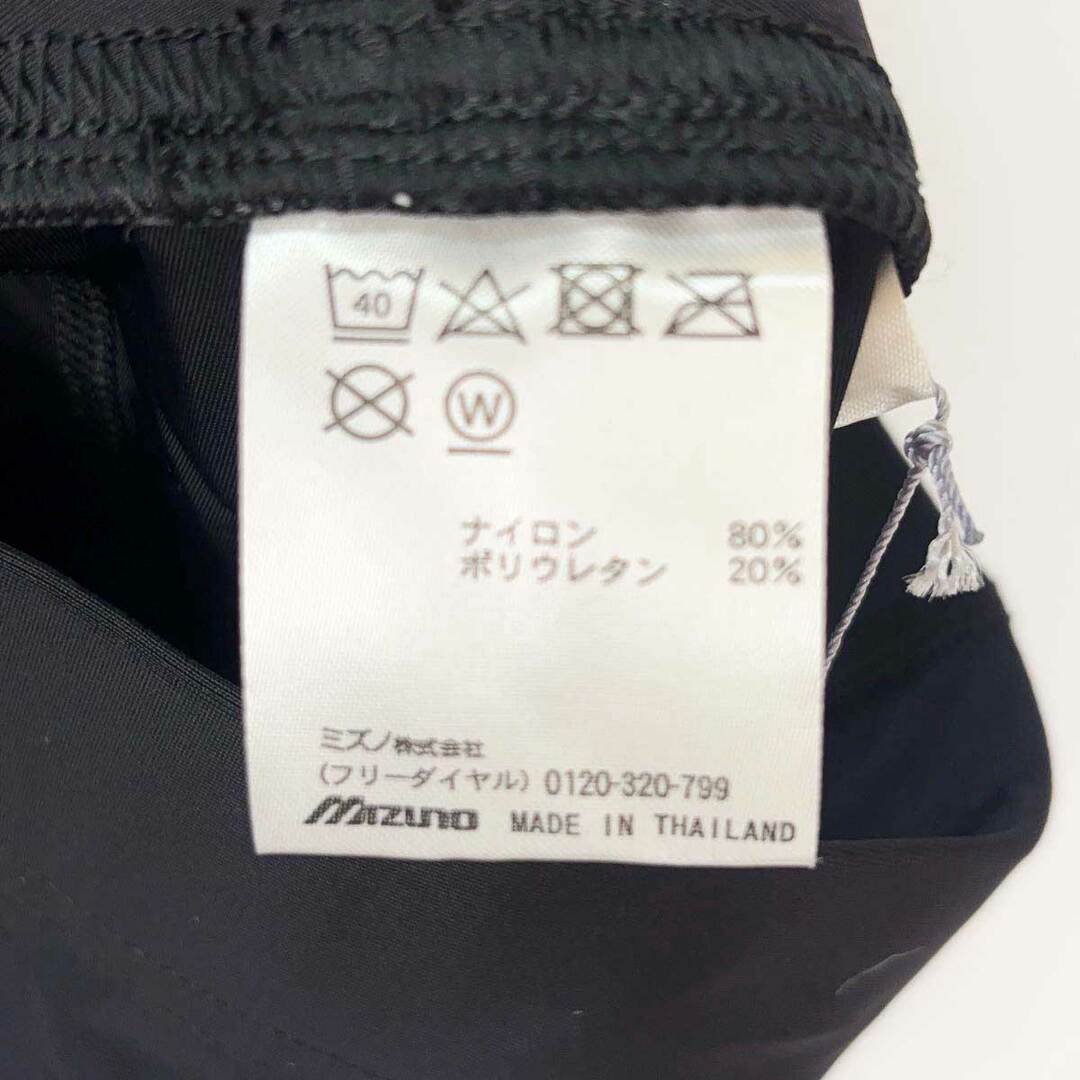 40
W
ナイロン 80%
ポリウレタン 20%
ミズノ株式会社
(フリーダイヤル) 0120-320-799
MIZUNO MADE IN THAILAND